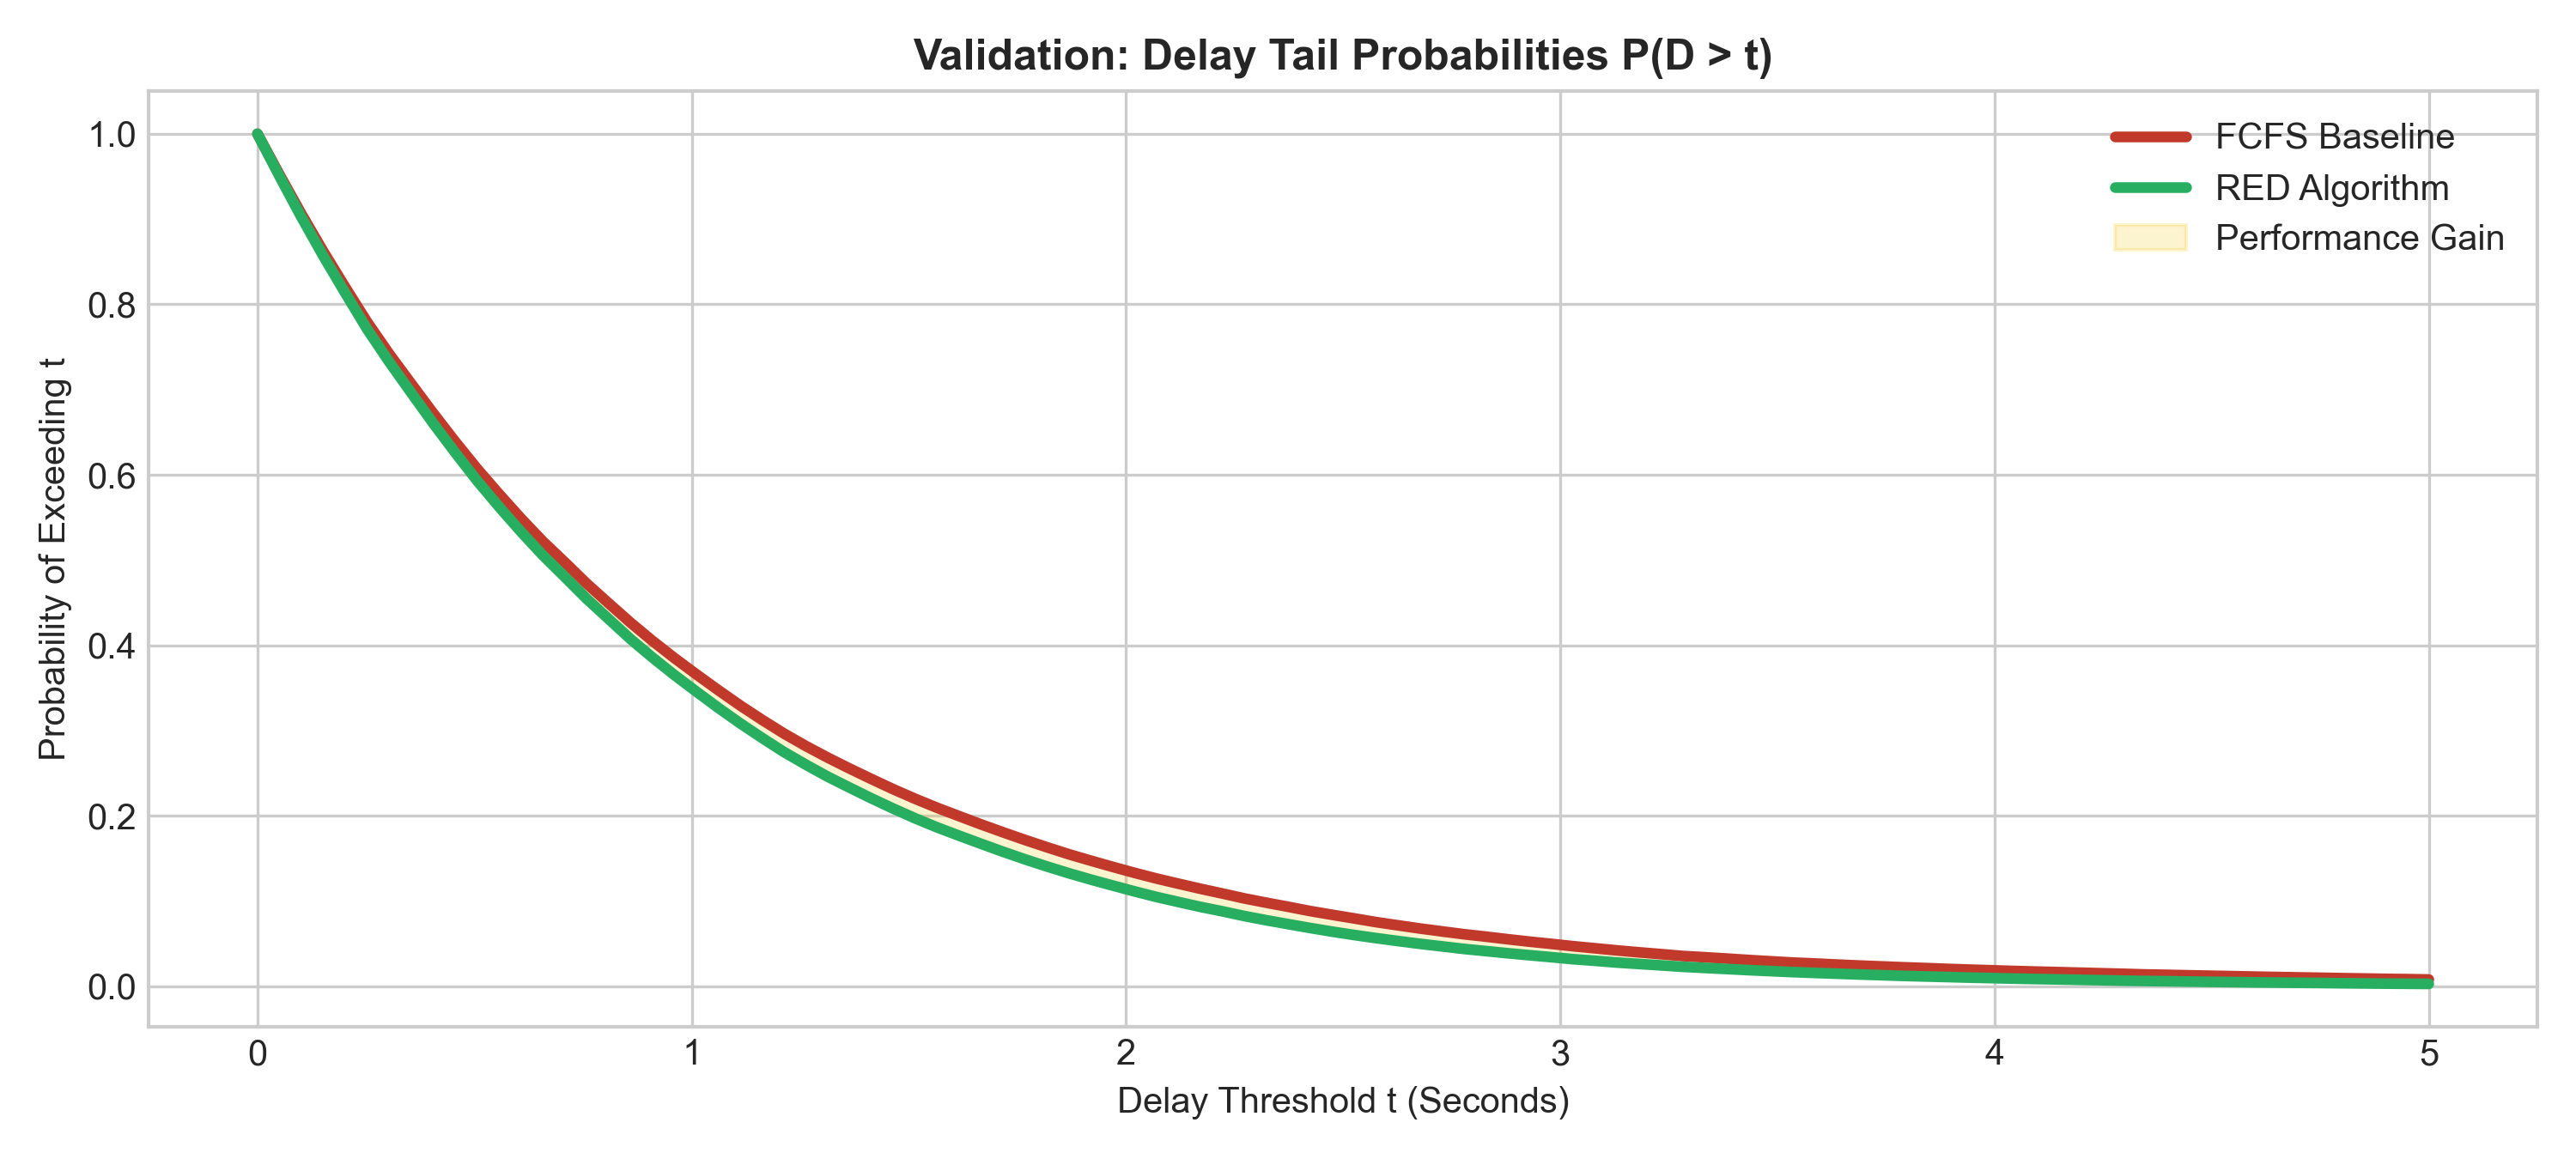 Validation: Delay Tail Probabilities P(D > t)
FCFS Baseline
RED Algorithm
Performance Gain
Probability of Exceeding t
1.0
0.8
0.6
0.4
0.2
0.0
0 1 2 3 4 5
Delay Threshold t (Seconds)